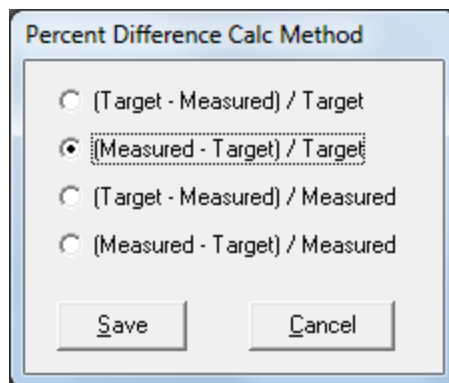 Percent Difference Calc Method
(Target - Measured) / Target
(Measured - Target) / Target
(Target - Measured) / Measured
(Measured - Target) / Measured
Save
Cancel